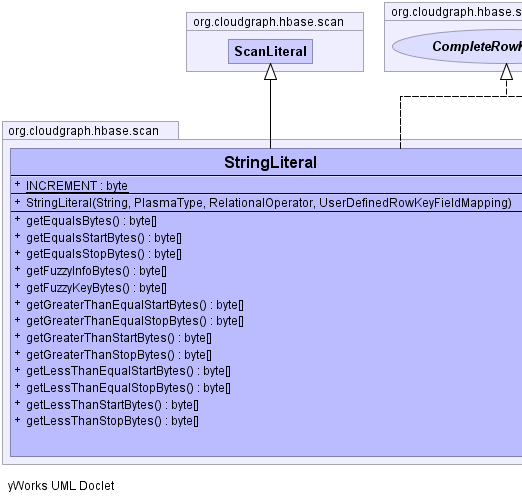 org.cloudgraph.hbase.scan
org.cloudgraph.hbase.s
ScanLiteral
org.cloudgraph.hbase.scan
StringLiteral
+ INCREMENT : byte
+ StringLiteral(String, PlasmaType, RelationalOperator, UserDefinedRowKeyFieldMapping)
+ getEqualsBytes() : byte[]
+ getEqualsStartBytes() : byte[]
+ getEqualsStopBytes() : byte[]
+ getFuzzyInfoBytes() : byte[]
+ getFuzzyKeyBytes() : byte[]
+ getGreaterThanEqualStartBytes() : byte[]
+ getGreaterThanEqualStopBytes() : byte[]
+ getGreaterThanStartBytes() : byte[]
+ getGreaterThanStopBytes() : byte[]
+ getLessThanEqualStartBytes() : byte[]
+ getLessThanEqualStopBytes() : byte[]
+ getLessThanStartBytes() : byte[]
+ getLessThanStopBytes() : byte[]
yWorks UML Doclet